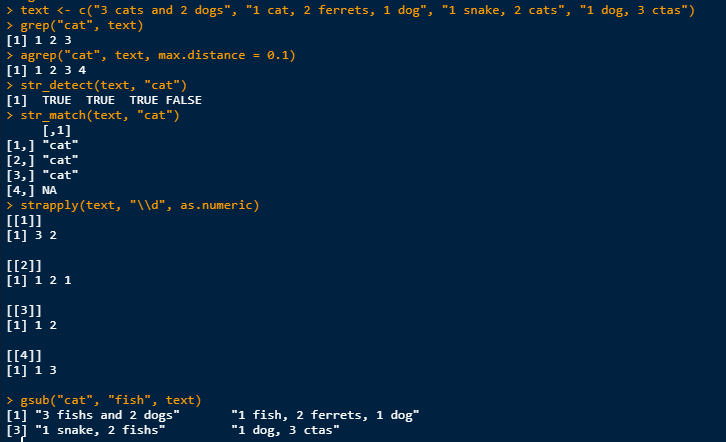 > text <- c("3 cats and 2 dogs", "1 cat, 2 ferrets, 1 dog", "1 snake, 2 cats", "1 dog, 3 ctas")
> grep("cat", text)
[1] 1 2 3
> agrep("cat", text, max.distance = 0.1)
[1] 1 2 3 4
> str_detect(text, "cat")
[1]  TRUE  TRUE  TRUE FALSE
> str_match(text, "cat")
     [,1]
[1,] "cat"
[2,] "cat"
[3,] "cat"
[4,] NA
> strapply(text, "\\d", as.numeric)
[[1]]
[1] 3 2
[[2]]
[1] 1 2 1
[[3]]
[1] 1 2
[[4]]
[1] 1 3
> gsub("cat", "fish", text)
[1] "3 fishs and 2 dogs"       "1 fish, 2 ferrets, 1 dog"
[3] "1 snake, 2 fishs"         "1 dog, 3 ctas"